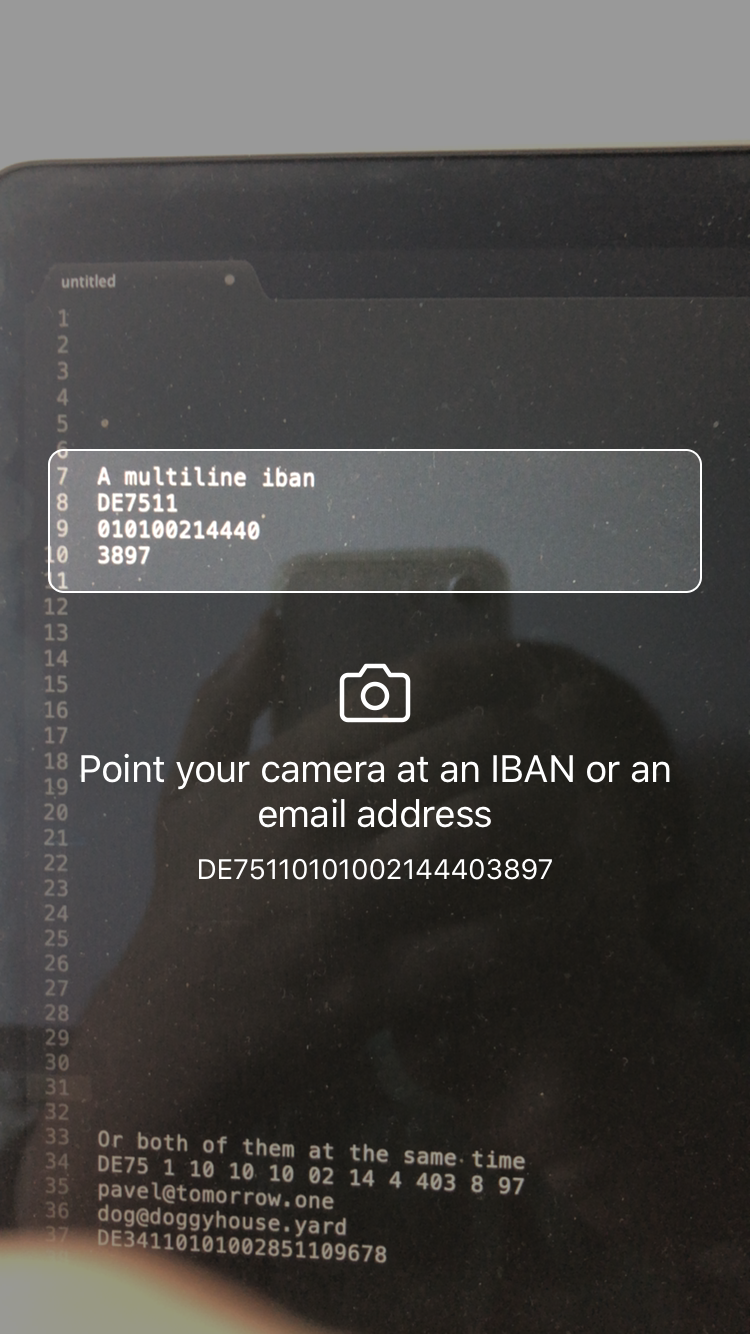 untitled
1
2
3
4
5
6
7 A multiline iban
8 DE7511
9 010100214440
10 3897
11
12
13
14
15
16
17
18
19
20
21
22
23
24
25
26
27
28
29
30
31
32
33 Or both of them at the same time
34 DE75 1 10 10 10 02 14 4 403 8 97
35 pavel@tomorrow.one
36 dog@doggyhouse.yard
37 DE34110101002851109678
Point your camera at an IBAN or an
email address
DE75110101002144403897